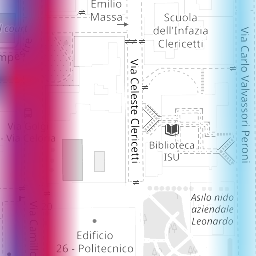 Emilio
Massa
Scuola
dell'Infazia
Clericetti
Via Celeste Clericetti
Via Carlo Valvassori Peroni
Biblioteca
ISU
Asilo nido
aziendale
Leonardo
Edificio
26 - Politecnico